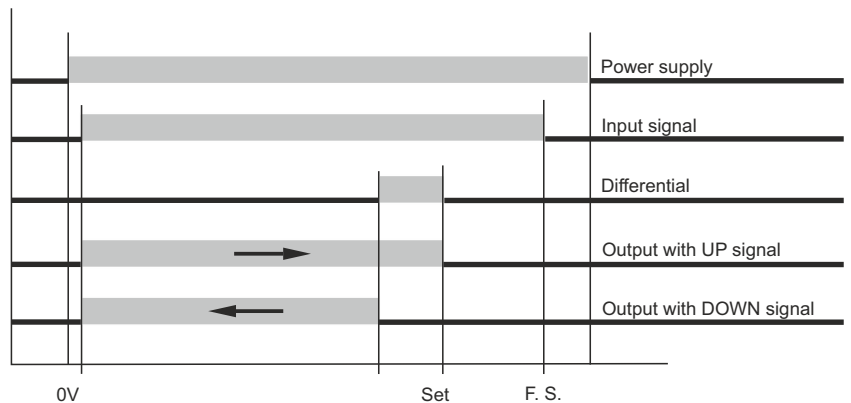 Power supply
Input signal
Differential
Output with UP signal
Output with DOWN signal
0V Set F. S.